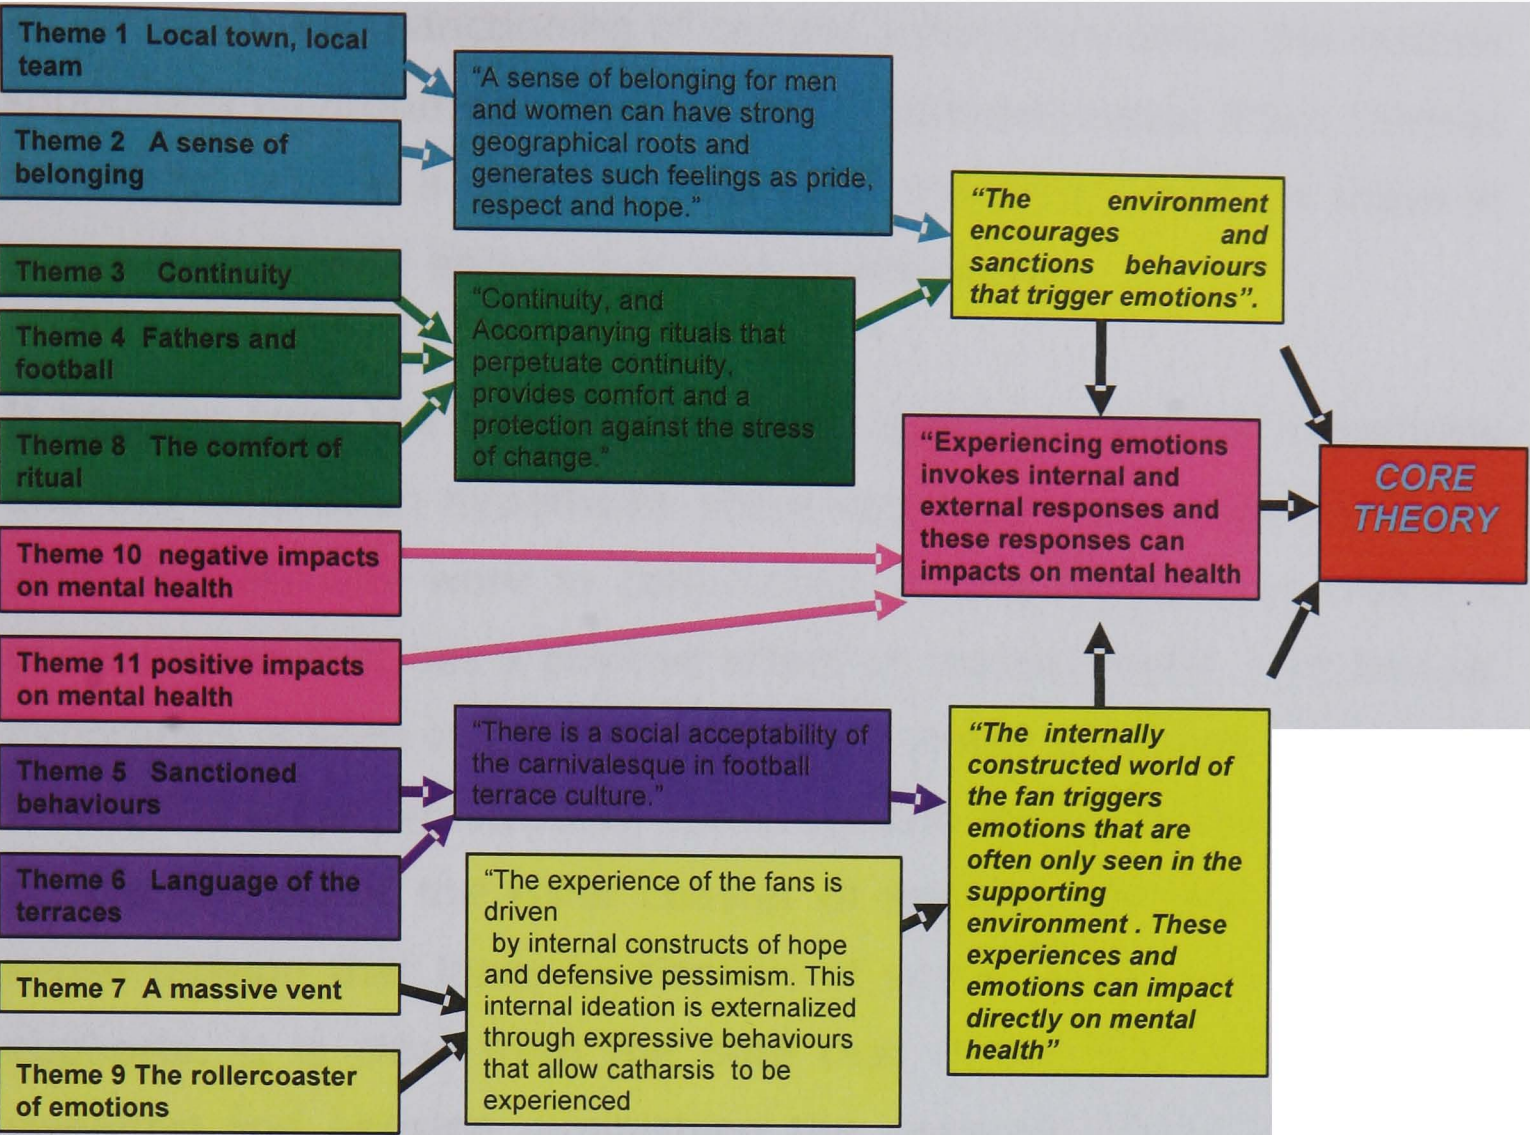 Theme 1 Local town, local
team
Theme 2 A sense of
belonging
Theme 3 Continuity
Theme 4 Fathers and
football
Theme 8 The comfort of
ritual
Theme 10 negative impacts
on mental health
Theme 11 positive impacts
on mental health
Theme 5 Sanctioned
behaviours
Theme 6 Language of the
terraces
Theme 7 A massive vent
Theme 9 The rollercoaster
of emotions
“A sense of belonging for men
and women can have strong
geographical roots and
generates such feelings as pride,
respect and hope.”
“Continuity, and
Accompanying rituals that
perpetuate continuity,
provides comfort and a
protection against the stress
of change.”
“There is a social acceptability of
the carnivalesque in football
terrace culture.”
“The experience of the fans is
driven
by internal constructs of hope
and defensive pessimism. This
internal ideation is externalized
through expressive behaviours
that allow catharsis to be
experienced
“The environment
encourages and
sanctions behaviours
that trigger emotions”.
“Experiencing emotions
invokes internal and
external responses and
these responses can
impacts on mental health
“The internally
constructed world of
the fan triggers
emotions that are
often only seen in the
supporting
environment . These
experiences and
emotions can impact
directly on mental
health”
CORE
THEORY